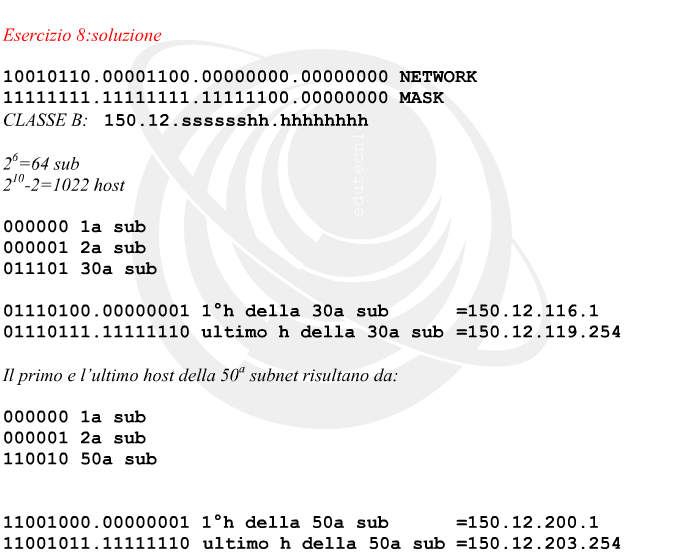 Esercizio 8:soluzione
10010110.00001100.00000000.00000000 NETWORK
11111111.11111111.11111100.00000000 MASK
CLASSE B: 150.12.sssssshh.hhhhhhhh
2^6=64 sub
2^10-2=1022 host
000000 1a sub
000001 2a sub
011101 30a sub
01110100.00000001 1°h della 30a sub =150.12.116.1
01110111.11111110 ultimo h della 30a sub =150.12.119.254
Il primo e l'ultimo host della 50^a subnet risultano da:
000000 1a sub
000001 2a sub
110010 50a sub
11001000.00000001 1°h della 50a sub =150.12.200.1
11001011.11111110 ultimo h della 50a sub =150.12.203.254
edutecni